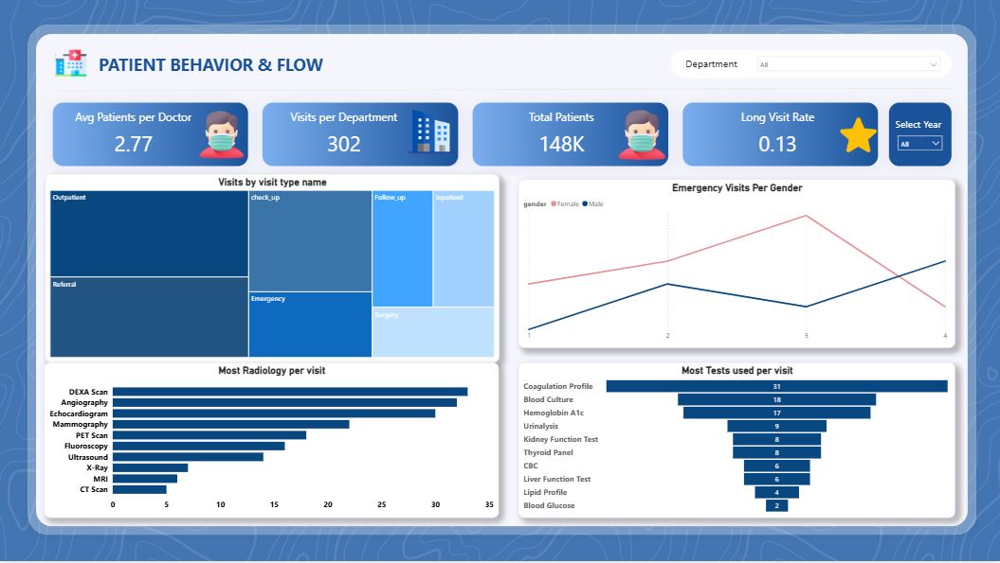 PATIENT BEHAVIOR & FLOW
Department
All
Avg Patients per Doctor
2.77
Visits per Department
302
Total Patients
148K
Long Visit Rate
0.13
Select Year
All
Visits by visit type name
Outpatient
check_up
Follow_up
Inpatient
Referral
Emergency
Surgery
Emergency Visits Per Gender
gender Female Male
1 2 3 4
Most Radiology per visit
DEXA Scan
Angiography
Echocardiogram
Mammography
PET Scan
Fluoroscopy
Ultrasound
X-Ray
MRI
CT Scan
0 5 10 15 20 25 30 35
Most Tests used per visit
Coagulation Profile 31
Blood Culture 18
Hemoglobin A1c 17
Urinalysis 9
Kidney Function Test 8
Thyroid Panel 8
CBC 6
Liver Function Test 6
Lipid Profile 4
Blood Glucose 2